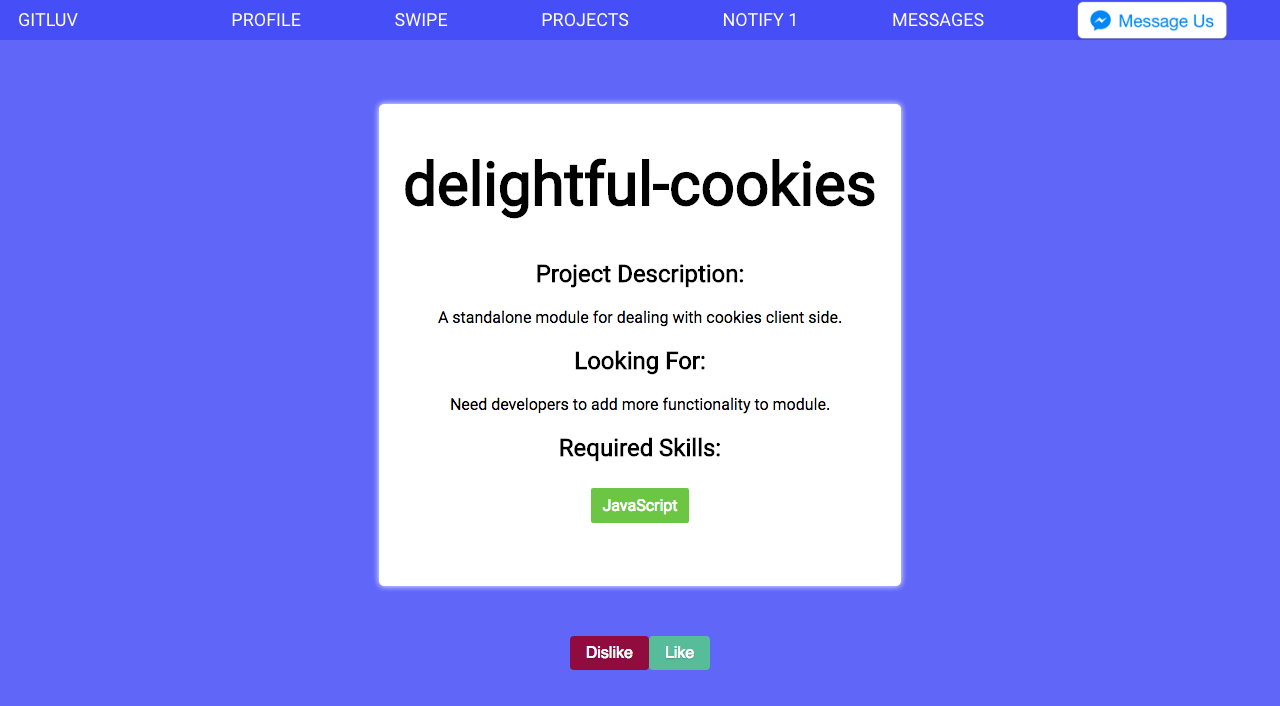 GITLUV PROFILE SWIPE PROJECTS NOTIFY 1 MESSAGES Message Us
delightful-cookies
Project Description:
A standalone module for dealing with cookies client side.
Looking For:
Need developers to add more functionality to module.
Required Skills:
JavaScript
Dislike Like